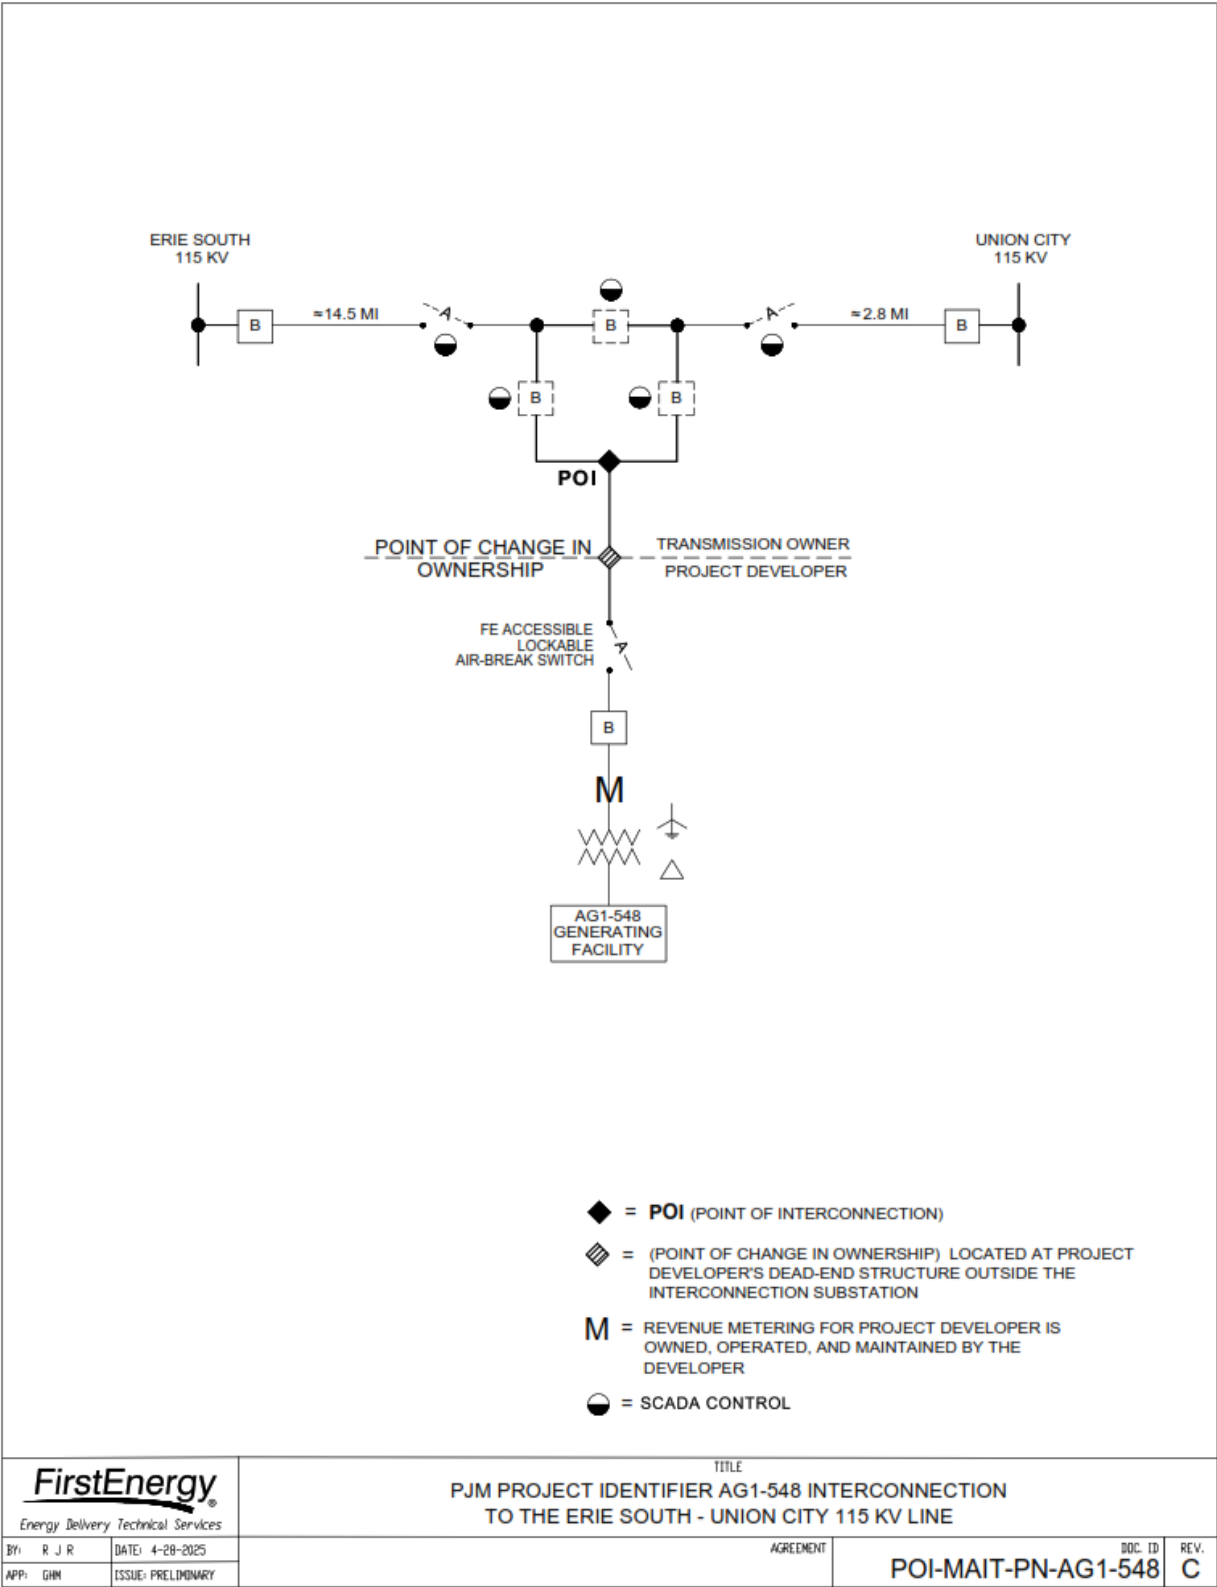 ERIE SOUTH
115 KV
UNION CITY
115 KV
B
≈14.5 MI
A
B
A
≈2.8 MI
B
B
B
POI
POINT OF CHANGE IN
OWNERSHIP
TRANSMISSION OWNER
PROJECT DEVELOPER
FE ACCESSIBLE
LOCKABLE
AIR-BREAK SWITCH
A
B
M
AG1-548
GENERATING
FACILITY
= POI (POINT OF INTERCONNECTION)
= (POINT OF CHANGE IN OWNERSHIP) LOCATED AT PROJECT
DEVELOPER'S DEAD-END STRUCTURE OUTSIDE THE
INTERCONNECTION SUBSTATION
M = REVENUE METERING FOR PROJECT DEVELOPER IS
OWNED, OPERATED, AND MAINTAINED BY THE
DEVELOPER
= SCADA CONTROL
FirstEnergy®
Energy Delivery Technical Services
BY: R J R
DATE: 4-28-2025
APP: GHM
ISSUE: PRELIMINARY
TITLE
PJM PROJECT IDENTIFIER AG1-548 INTERCONNECTION
TO THE ERIE SOUTH - UNION CITY 115 KV LINE
AGREEMENT
DOC. ID
POI-MAIT-PN-AG1-548
REV.
C